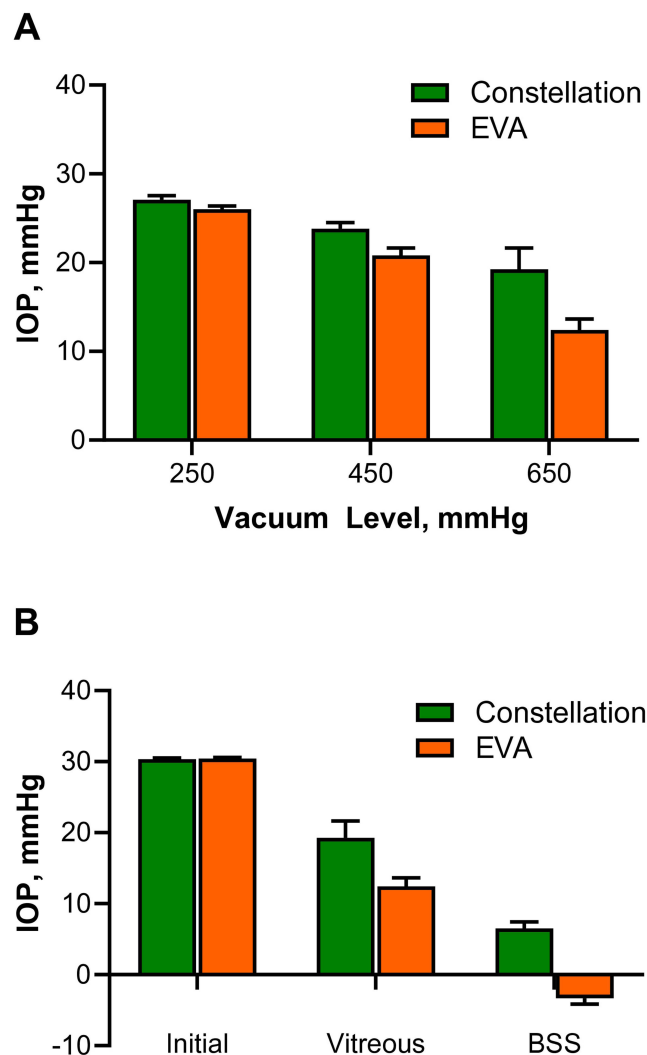 A
40
30
20
10
0
IOP, mmHg
Constellation
EVA
250 450 650
Vacuum Level, mmHg
B
40
30
20
10
0
-10
IOP, mmHg
Constellation
EVA
Initial Vitreous BSS